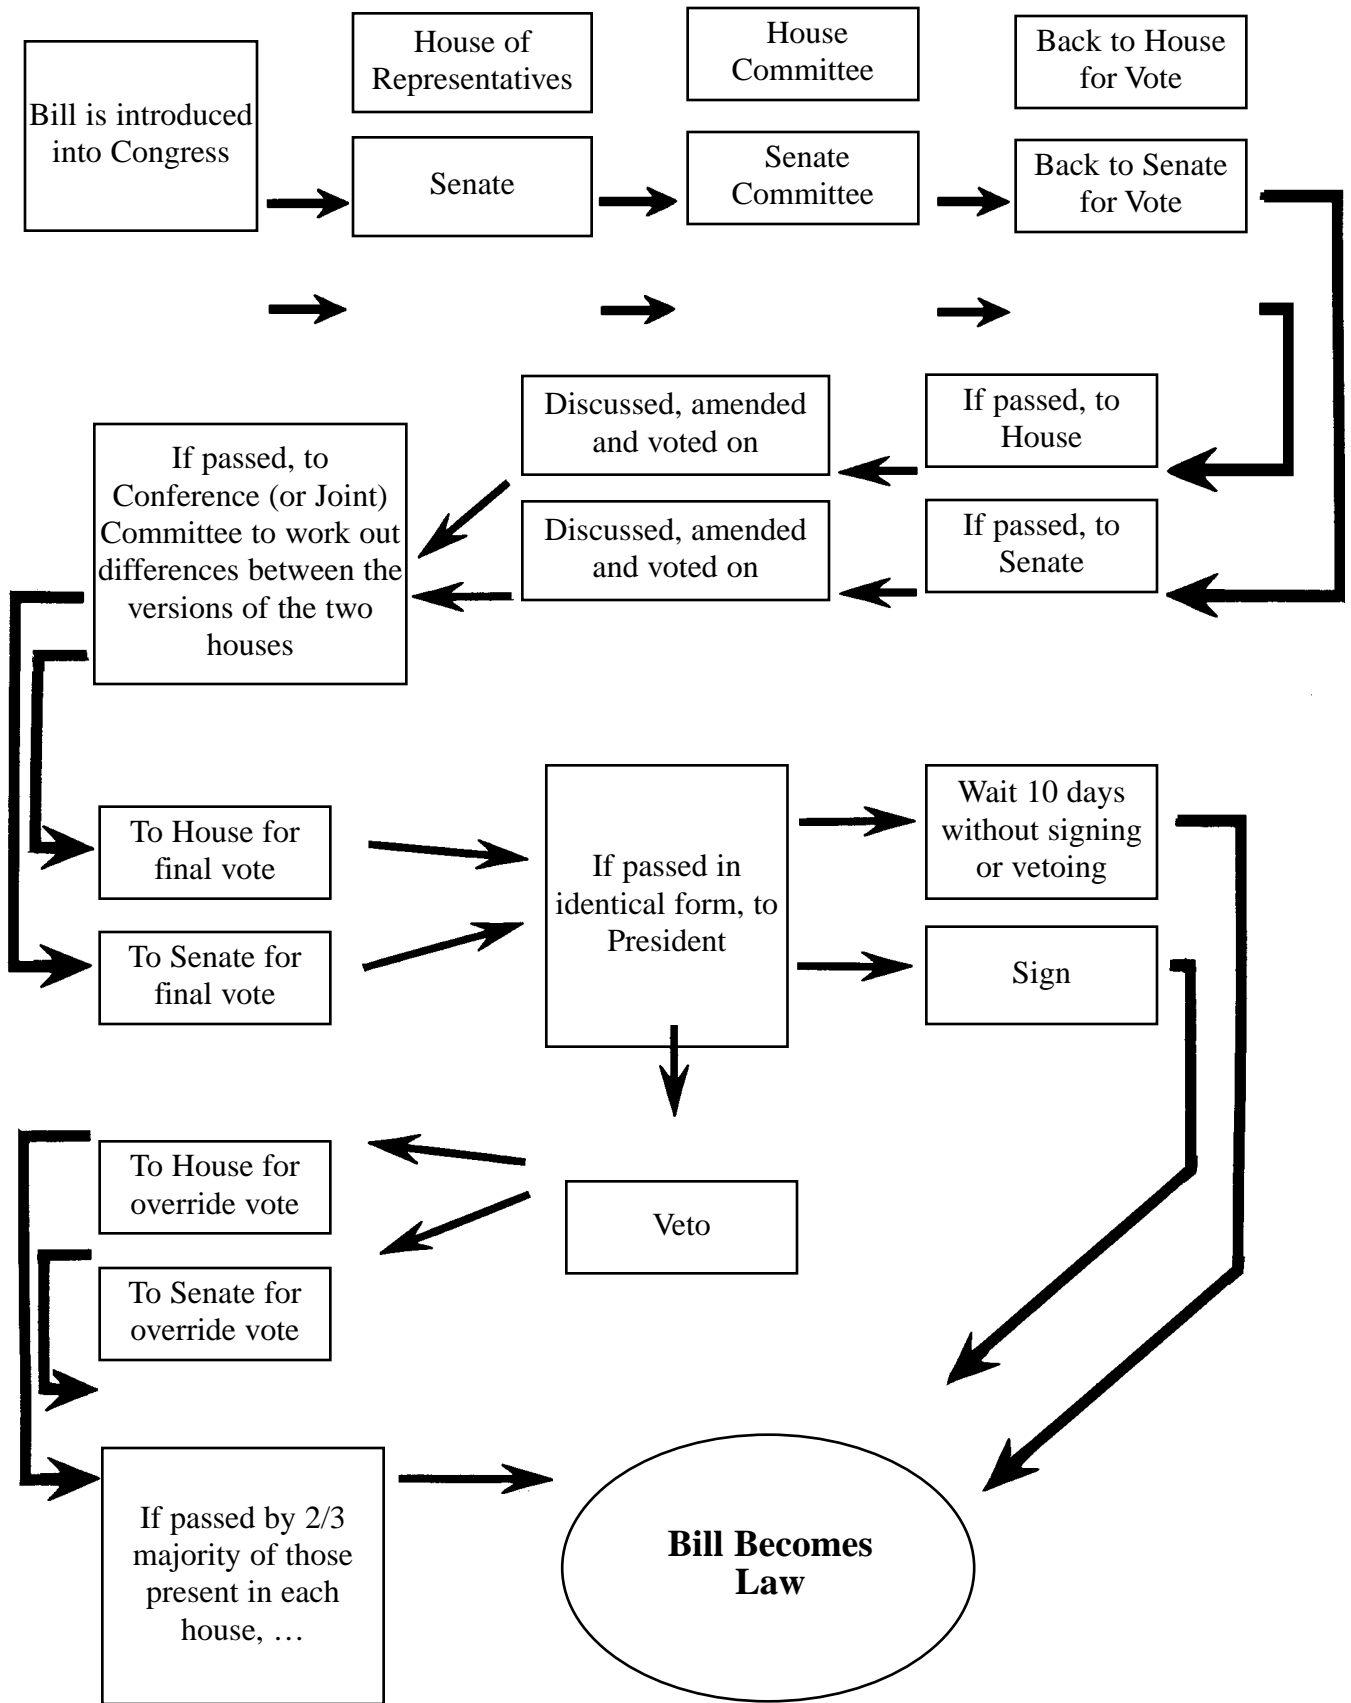 Bill is introduced
into Congress
House of
Representatives
House
Committee
Back to House
for Vote
Senate
Senate
Committee
Back to Senate
for Vote
If passed, to
House
Discussed, amended
and voted on
If passed, to
Senate
Discussed, amended
and voted on
If passed, to
Conference (or Joint)
Committee to work out
differences between the
versions of the two
houses
To House for
final vote
To Senate for
final vote
If passed in
identical form, to
President
Wait 10 days
without signing
or vetoing
Sign
Veto
To House for
override vote
To Senate for
override vote
If passed by 2/3
majority of those
present in each
house, …
Bill Becomes
Law